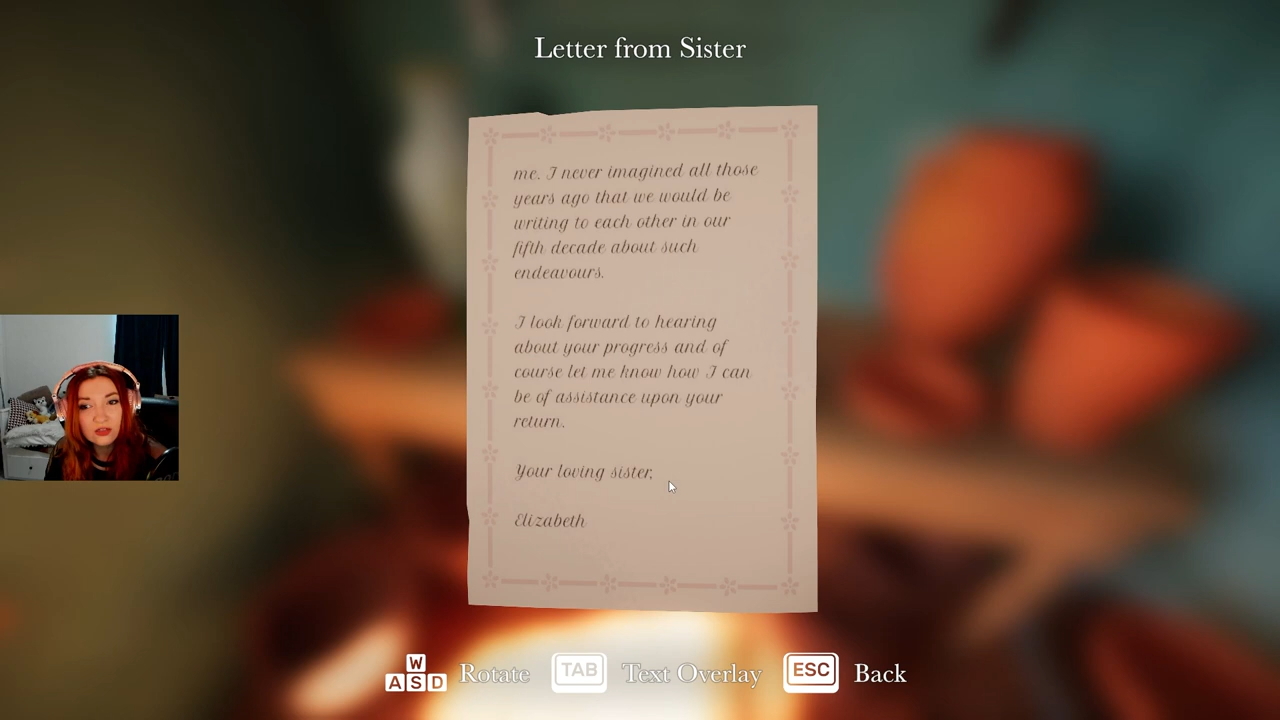 Letter from Sister
me. I never imagined all those
years ago that we would be
writing to each other in our
fifth decade about such
endeavours.
I look forward to hearing
about your progress and of
course let me know how I can
be of assistance upon your
return.
Your loving sister,
Elizabeth
W
A S D Rotate TAB Text Overlay ESC Back